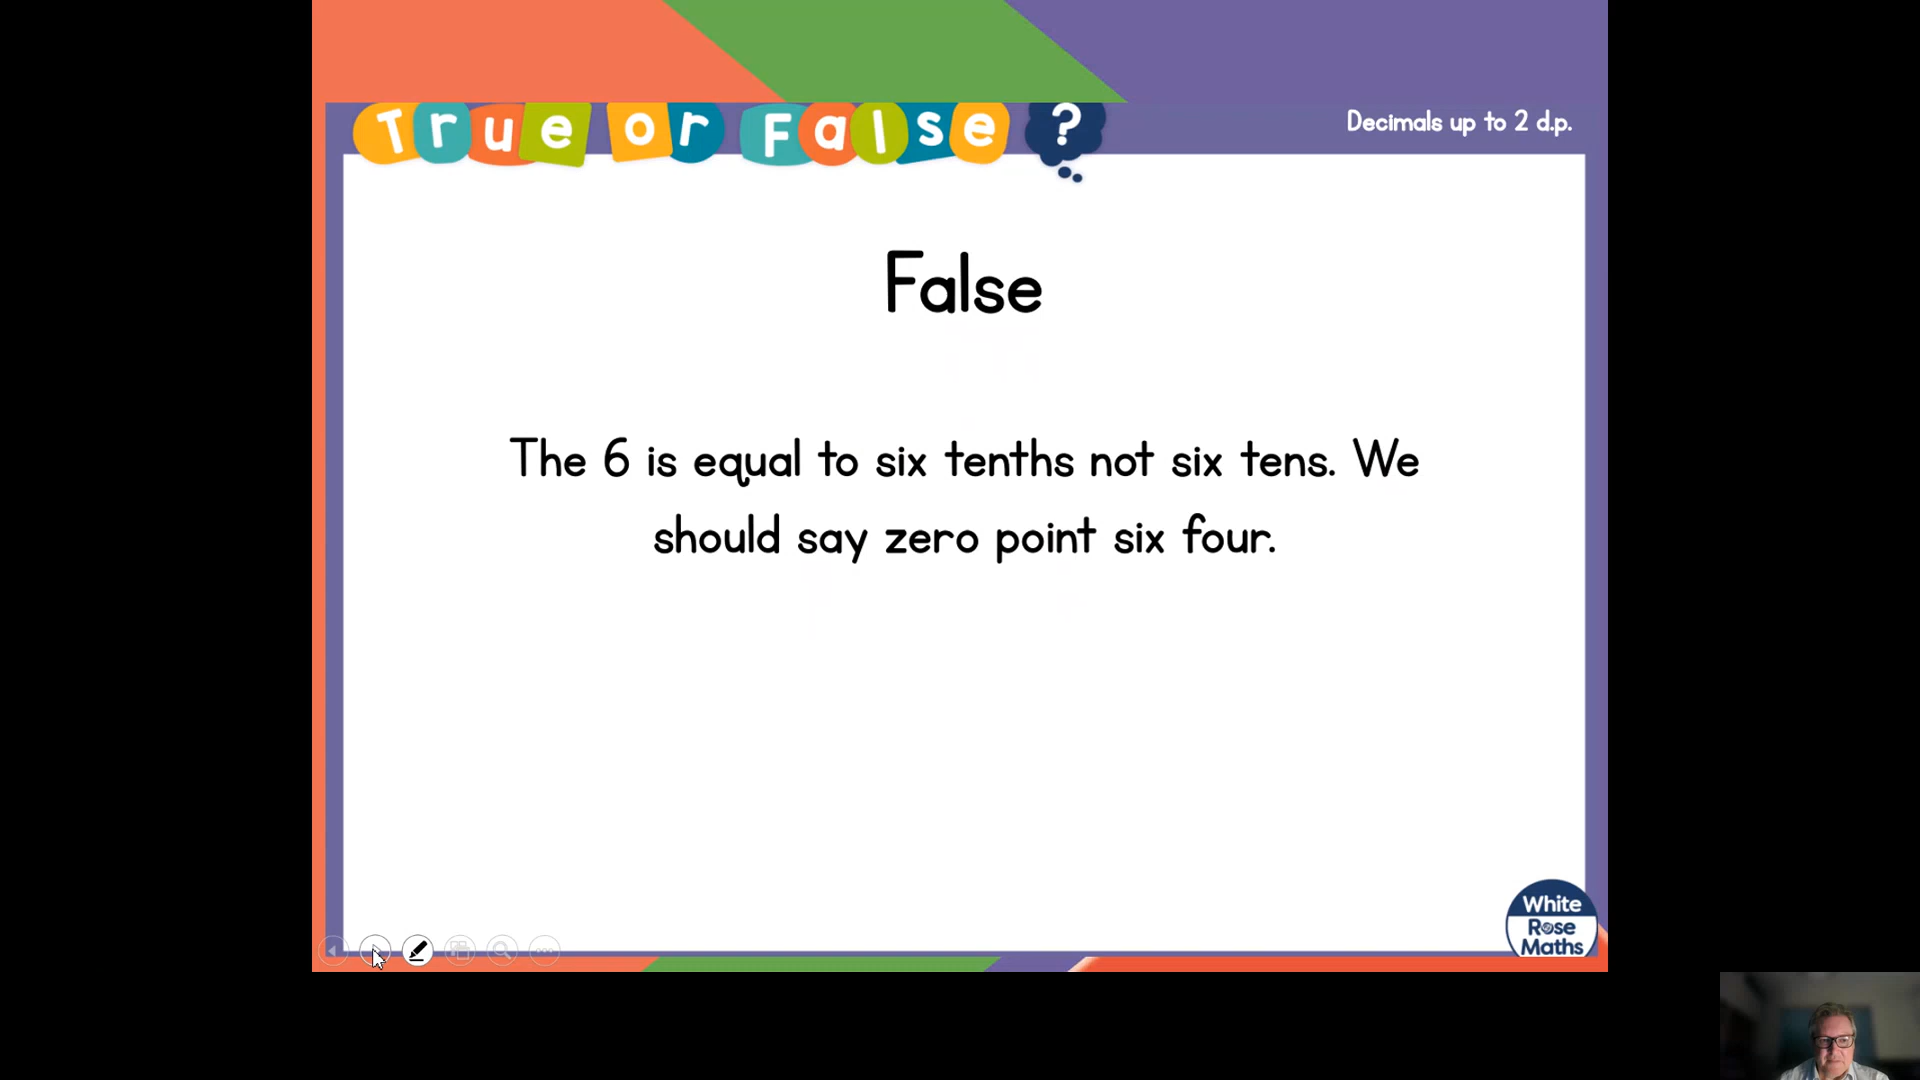 True or False ?
Decimals up to 2 d.p.
False
The 6 is equal to six tenths not six tens. We
should say zero point six four.
White
Rose
Maths